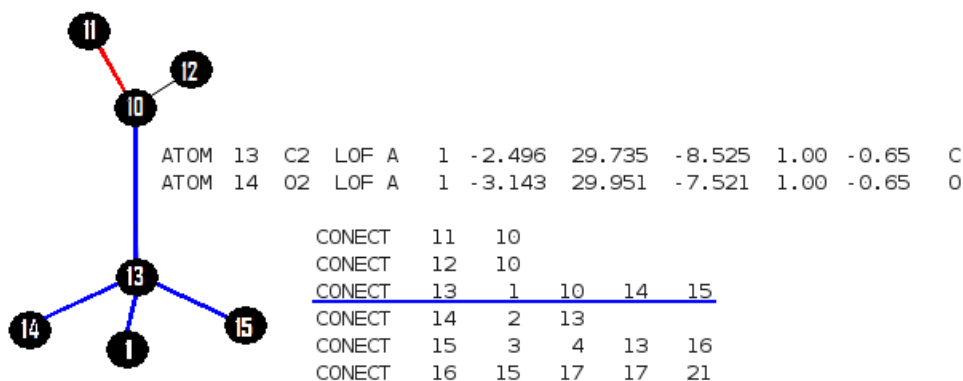 11
12
10
ATOM 13 C2 LOF A 1 -2.496 29.735 -8.525 1.00 -0.65 C
ATOM 14 O2 LOF A 1 -3.143 29.951 -7.521 1.00 -0.65 O
CONECT 11 10
CONECT 12 10
13
CONECT 13 1 10 14 15
14
15
CONECT 14 2 13
1
CONECT 15 3 4 13 16
CONECT 16 15 17 17 21